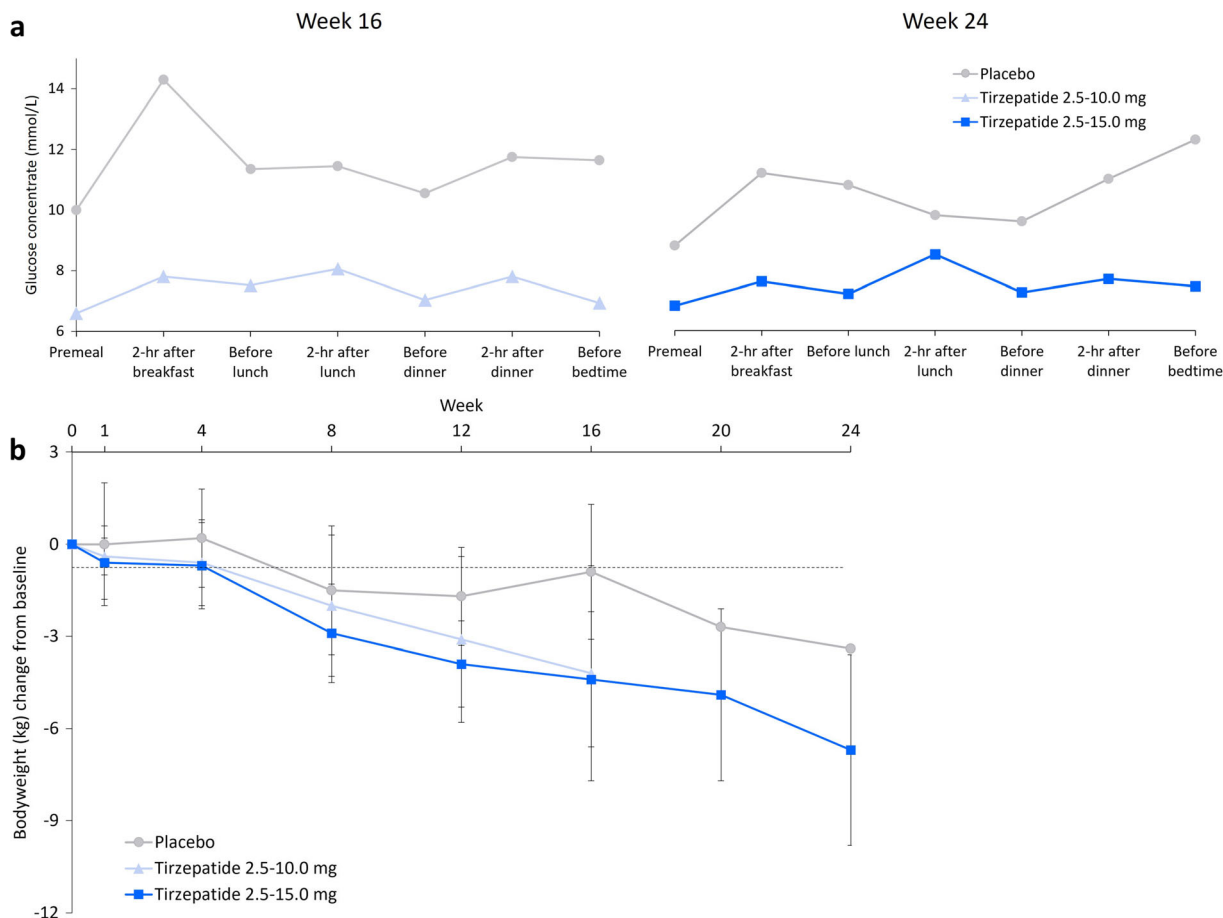 a
Week 16
Week 24
Placebo
Tirzepatide 2.5-10.0 mg
Tirzepatide 2.5-15.0 mg
Glucose concentrate (mmol/L)
14
12
10
8
6
Premeal
2-hr after
breakfast
Before
lunch
2-hr after
lunch
Before
dinner
2-hr after
dinner
Before
bedtime
Premeal
2-hr after
breakfast
Before lunch
2-hr after
lunch
Before
dinner
2-hr after
dinner
Before
bedtime
b
Week
0 1 4 8 12 16 20 24
Bodyweight (kg) change from baseline
3
0
-3
-6
-9
-12
Placebo
Tirzepatide 2.5-10.0 mg
Tirzepatide 2.5-15.0 mg